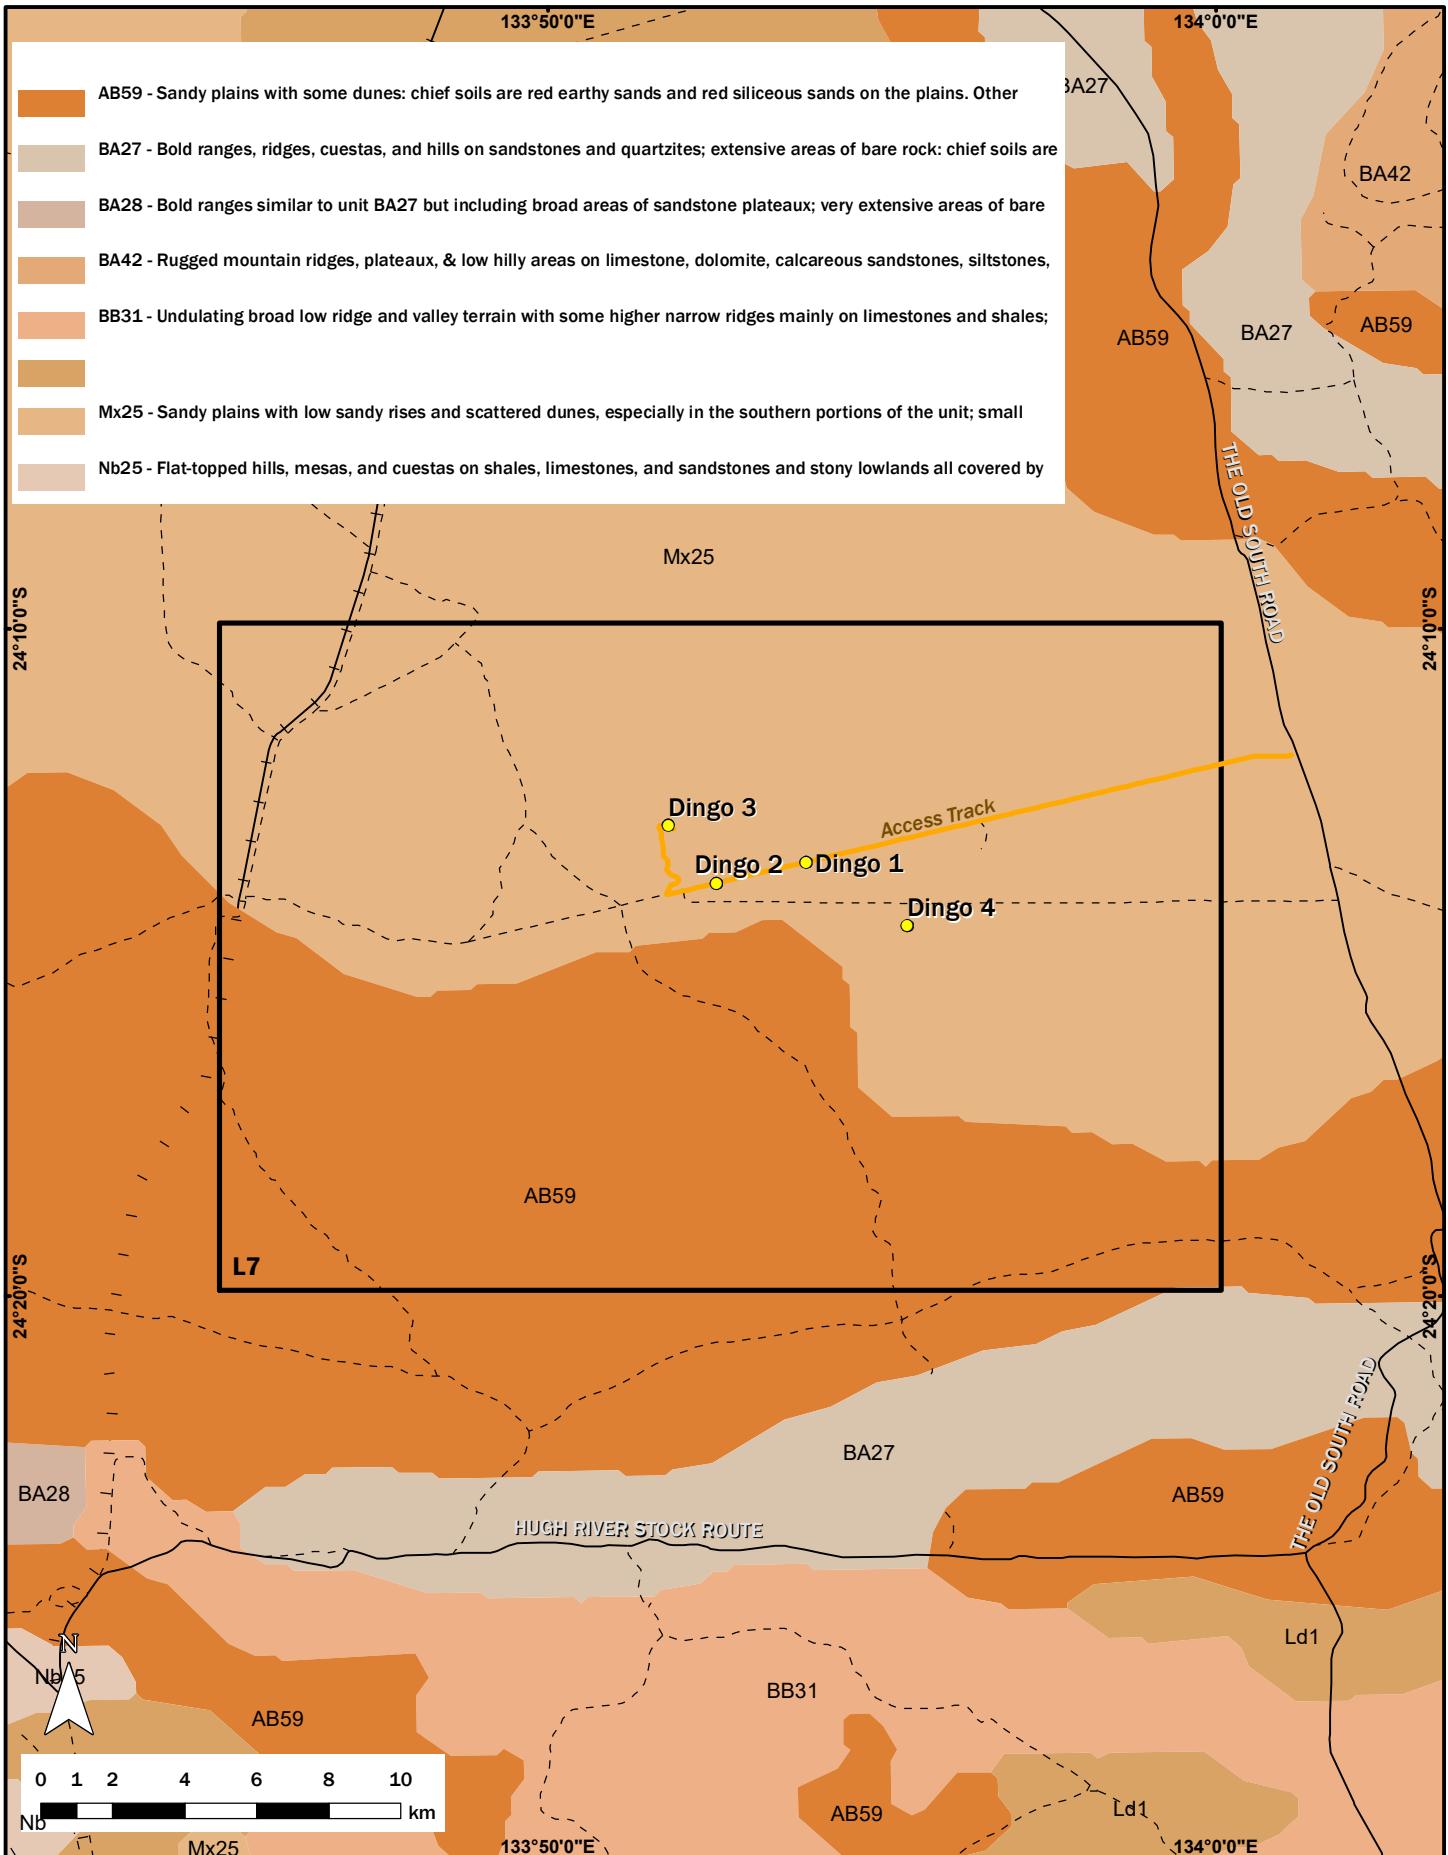 133°50'0"E
134°0'0"E
AB59 - Sandy plains with some dunes: chief soils are red earthy sands and red siliceous sands on the plains. Other
BA27 - Bold ranges, ridges, cuestas, and hills on sandstones and quartzites; extensive areas of bare rock: chief soils are
BA28 - Bold ranges similar to unit BA27 but including broad areas of sandstone plateaux; very extensive areas of bare
BA42 - Rugged mountain ridges, plateaux, & low hilly areas on limestone, dolomite, calcareous sandstones, siltstones,
BB31 - Undulating broad low ridge and valley terrain with some higher narrow ridges mainly on limestones and shales;
Mx25 - Sandy plains with low sandy rises and scattered dunes, especially in the southern portions of the unit; small
Nb25 - Flat-topped hills, mesas, and cuestas on shales, limestones, and sandstones and stony lowlands all covered by
BA27
BA42
AB59
BA27
AB59
THE OLD SOUTH ROAD
Mx25
24°10'0"S
24°10'0"S
Dingo 3
Access Track
Dingo 2
Dingo 1
Dingo 4
AB59
L7
24°20'0"S
24°20'0"S
THE OLD SOUTH ROAD
BA27
BA28
AB59
HUGH RIVER STOCK ROUTE
N
Ld1
Nb 5
BB31
AB59
0 1 2 4 6 8 10
km
AB59
Ld1
Nb
Mx25
133°50'0"E
134°0'0"E